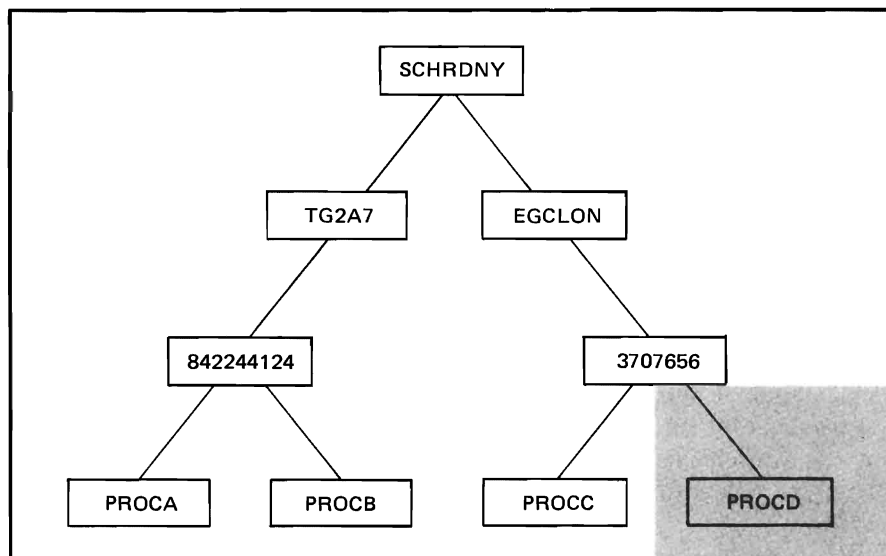 SCHRDNY
TG2A7 EGCLON
842244124 3707656
PROCA PROCB PROCC PROCD